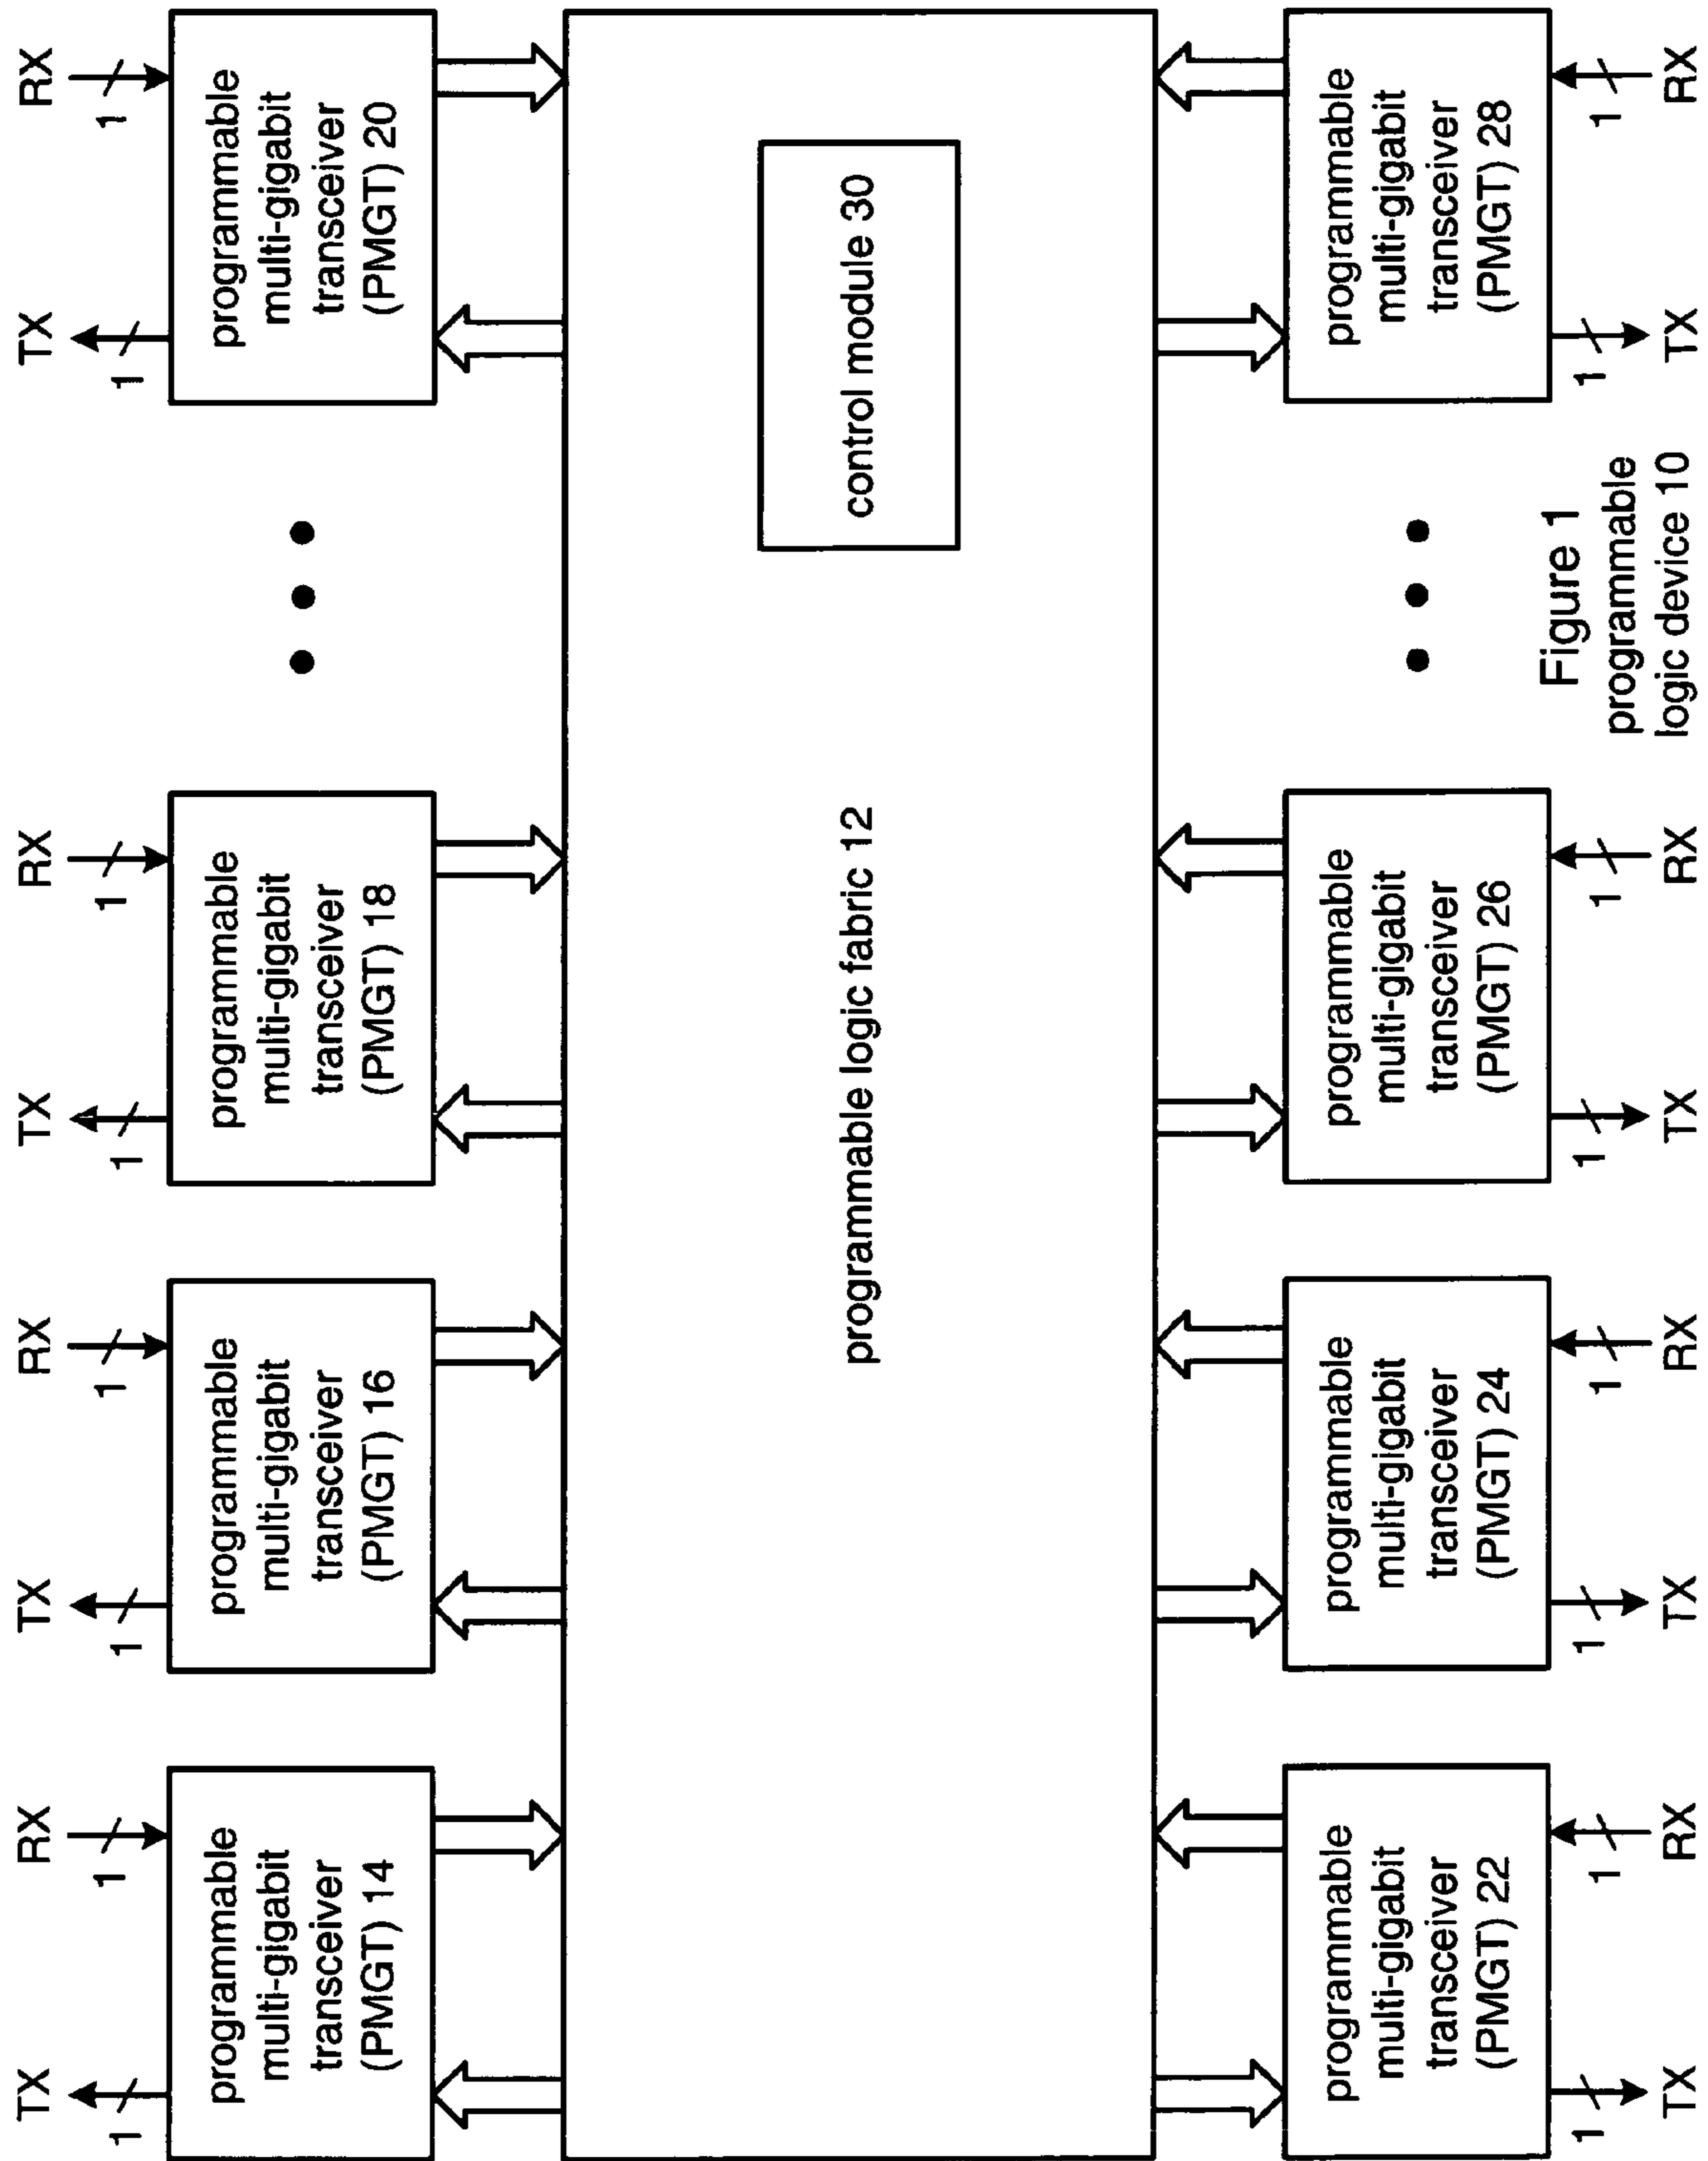 TX
RX
TX
RX
TX
RX
TX
RX
1
1
1
1
1
1
1
1
programmable
multi-gigabit
transceiver
(PMGT) 14
programmable
multi-gigabit
transceiver
(PMGT) 16
programmable
multi-gigabit
transceiver
(PMGT) 18
programmable
multi-gigabit
transceiver
(PMGT) 20
programmable logic fabric 12
control module 30
programmable
multi-gigabit
transceiver
(PMGT) 22
programmable
multi-gigabit
transceiver
(PMGT) 24
programmable
multi-gigabit
transceiver
(PMGT) 26
programmable
multi-gigabit
transceiver
(PMGT) 28
1
1
1
1
1
1
1
1
TX
RX
TX
RX
TX
RX
TX
RX
Figure 1
programmable
logic device 10